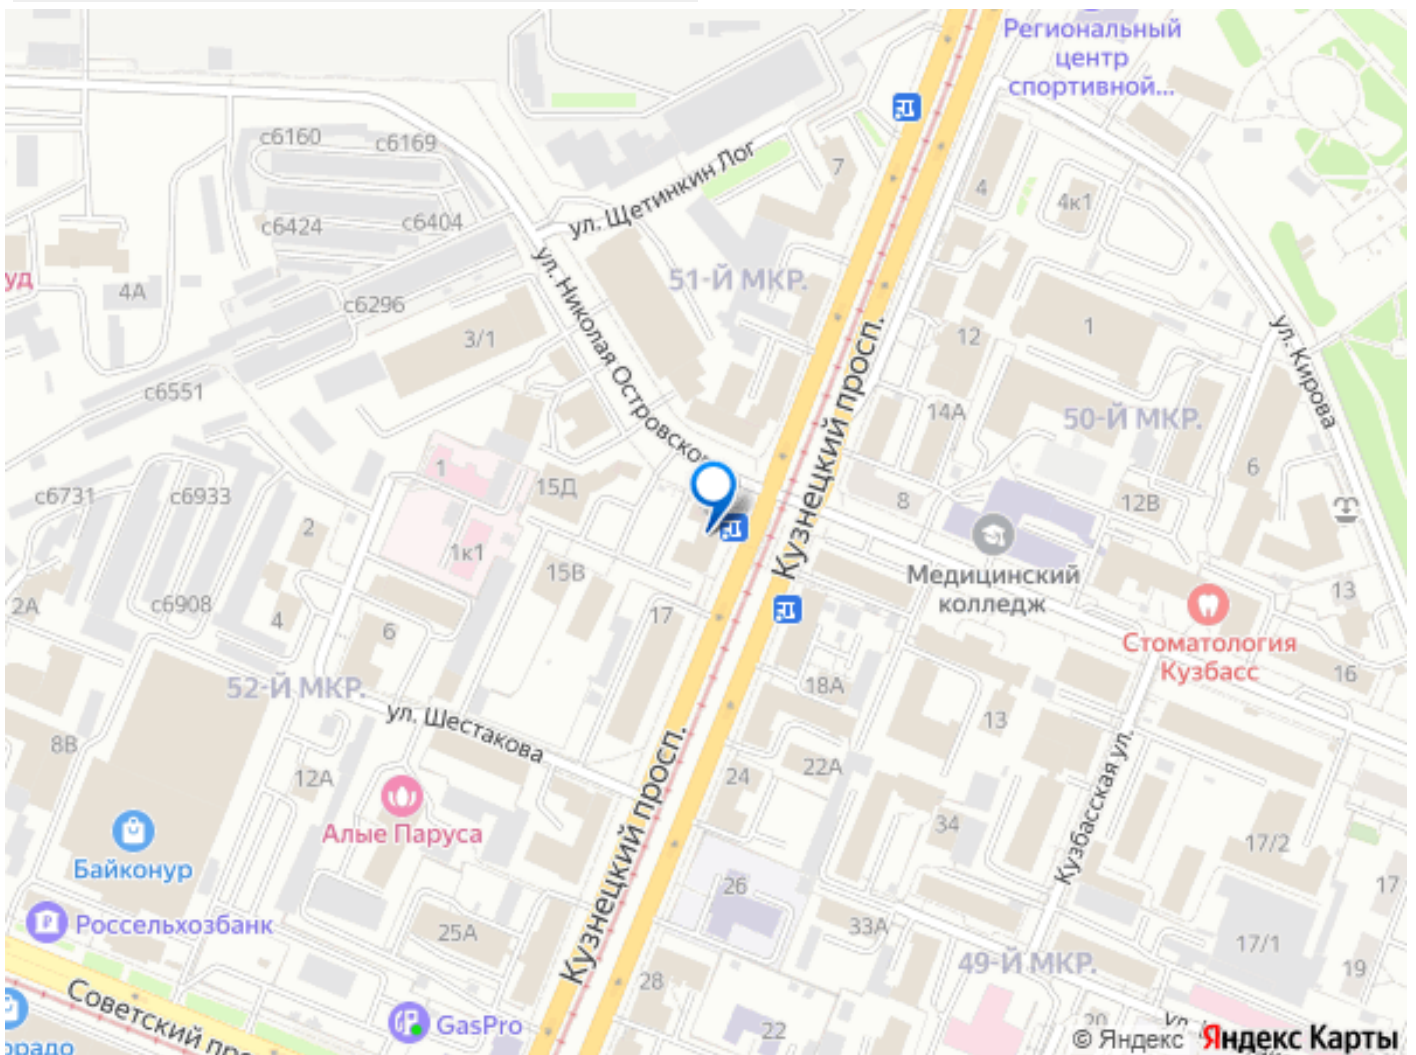 Региональный
центр
спортивной...
с6160
с6169
ул. Щетинкин Лог
7
4
4к1
с6424
с6404
уд
4А
51-Й МКР.
с6296
ул. Николая Островског
3/1
12
1
ул. Кирова
с6551
Кузнецкий просп.
14А
50-Й МКР.
1
15Д
6
с6731
с6933
8
12В
2
1к1
15В
Медицинский
колледж
13
2А
с6908
4
6
17
Стоматология
Кузбасс
16
52-Й МКР.
18А
ул. Шестакова
13
8В
12А
24
22А
Кузнецкий просп.
Кузбасская ул.
Алые Паруса
34
17/2
Байконур
26
17
Россельхозбанк
25А
33А
17/1
49-Й МКР.
19
28
Советский про
GasPro
22
20
орадо
© Яндекс
Яндекс Карты